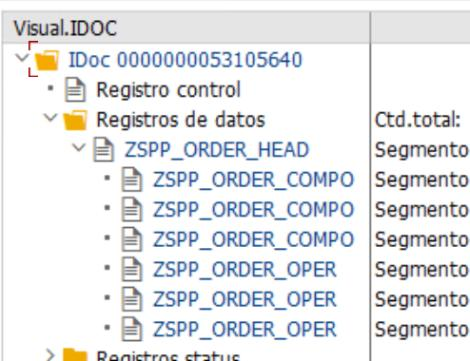 Visual.IDOC
IDoc 0000000053105640
Registro control
Registros de datos Ctd.total:
ZSPP_ORDER_HEAD Segmento
ZSPP_ORDER_COMPO Segmento
ZSPP_ORDER_COMPO Segmento
ZSPP_ORDER_COMPO Segmento
ZSPP_ORDER_OPER Segmento
ZSPP_ORDER_OPER Segmento
ZSPP_ORDER_OPER Segmento
Registros status